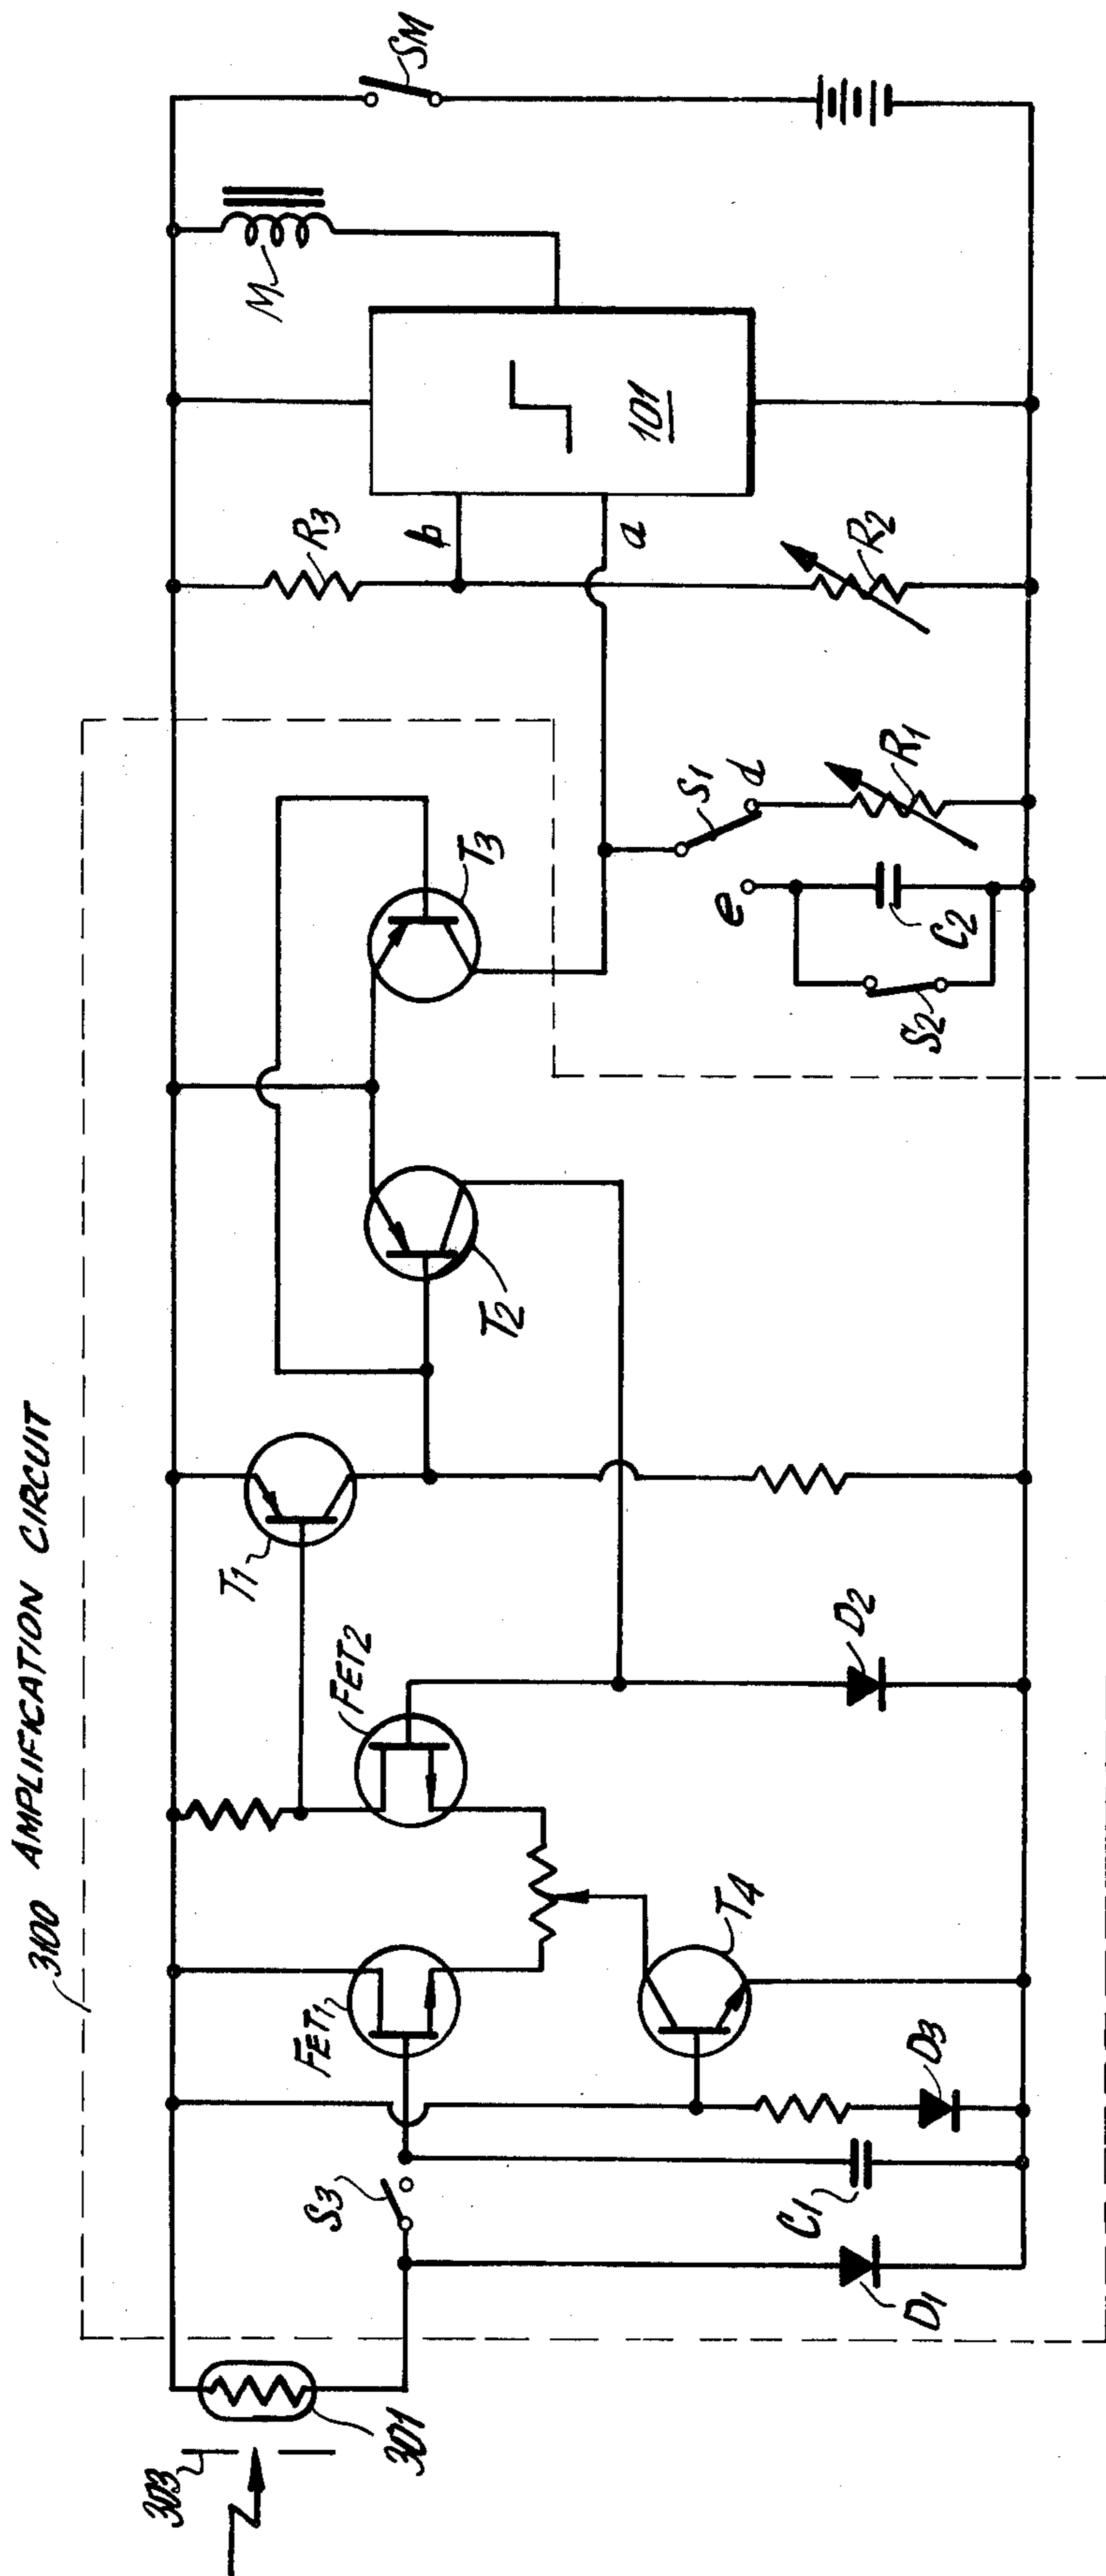 3100 AMPLIFICATION CIRCUIT
303
301
S3
D1
C1
D3
FET1
T4
FET2
D2
T1
T2
T3
S2
C2
e
S1
d
R1
R3
b
a
R2
101
M
SM